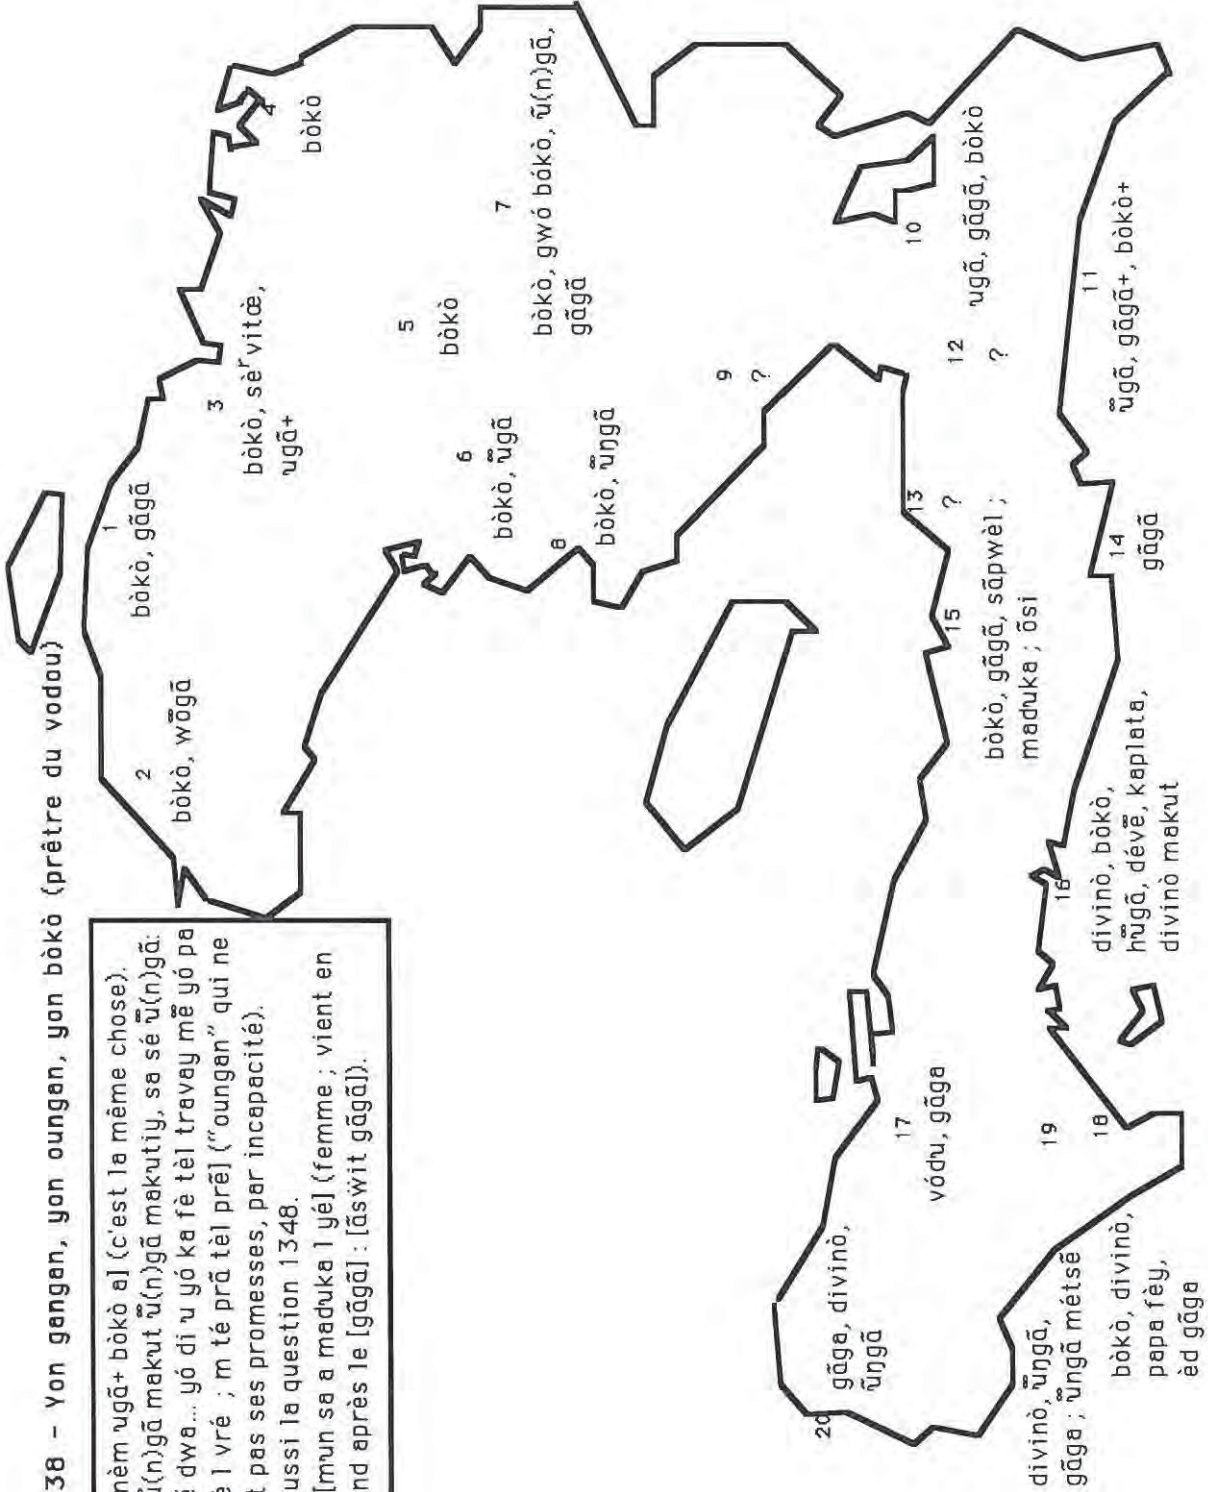 38 – Yon gangan, yon oungan, yon bòkò (prêtre du vodou)
nèm ugã+ bòkò a] (c'est la même chose).
ũ(n)gã makut ũ(n)gã makutiy, sa sé ũ(n)gã:
dwa... yó di u yó ka fè tèl travay mẽ yó pa
l vré ; m té prã tèl prẽ] ("oungan" qui ne
t pas ses promesses, par incapacité).
ussi la question 1348.
[mun sa a maduka l yé] (femme ; vient en
nd après le [gãgã] : [ãswit gãgã]).
1
bòkò, gãgã
2
bòkò, wõgã
3
bòkò, sèʳvitœ̀,
ugã+
4
bòkò
5
bòkò
6
bòkò, ũgã
7
bòkò, gwó bókò, ũ(n)gã,
gãgã
8
bòkò, ũŋgã
9
?
10
ugã, gãgã, bòkò
11
ũgã, gãgã+, bòkò+
12
?
13
?
14
gãgã
15
bòkò, gãgã, sãpwèl ;
maduka ; õsi
16
divinò, bòkò,
hũgã, dévẽ, kaplata,
divinò makut
17
vódu, gãga
18
bòkò, divinò,
papa fèy,
èd gãga
19
divinò, ũŋgã,
gãga ; ũŋgã métsẽ
20
gãga, divinò,
ũŋgã